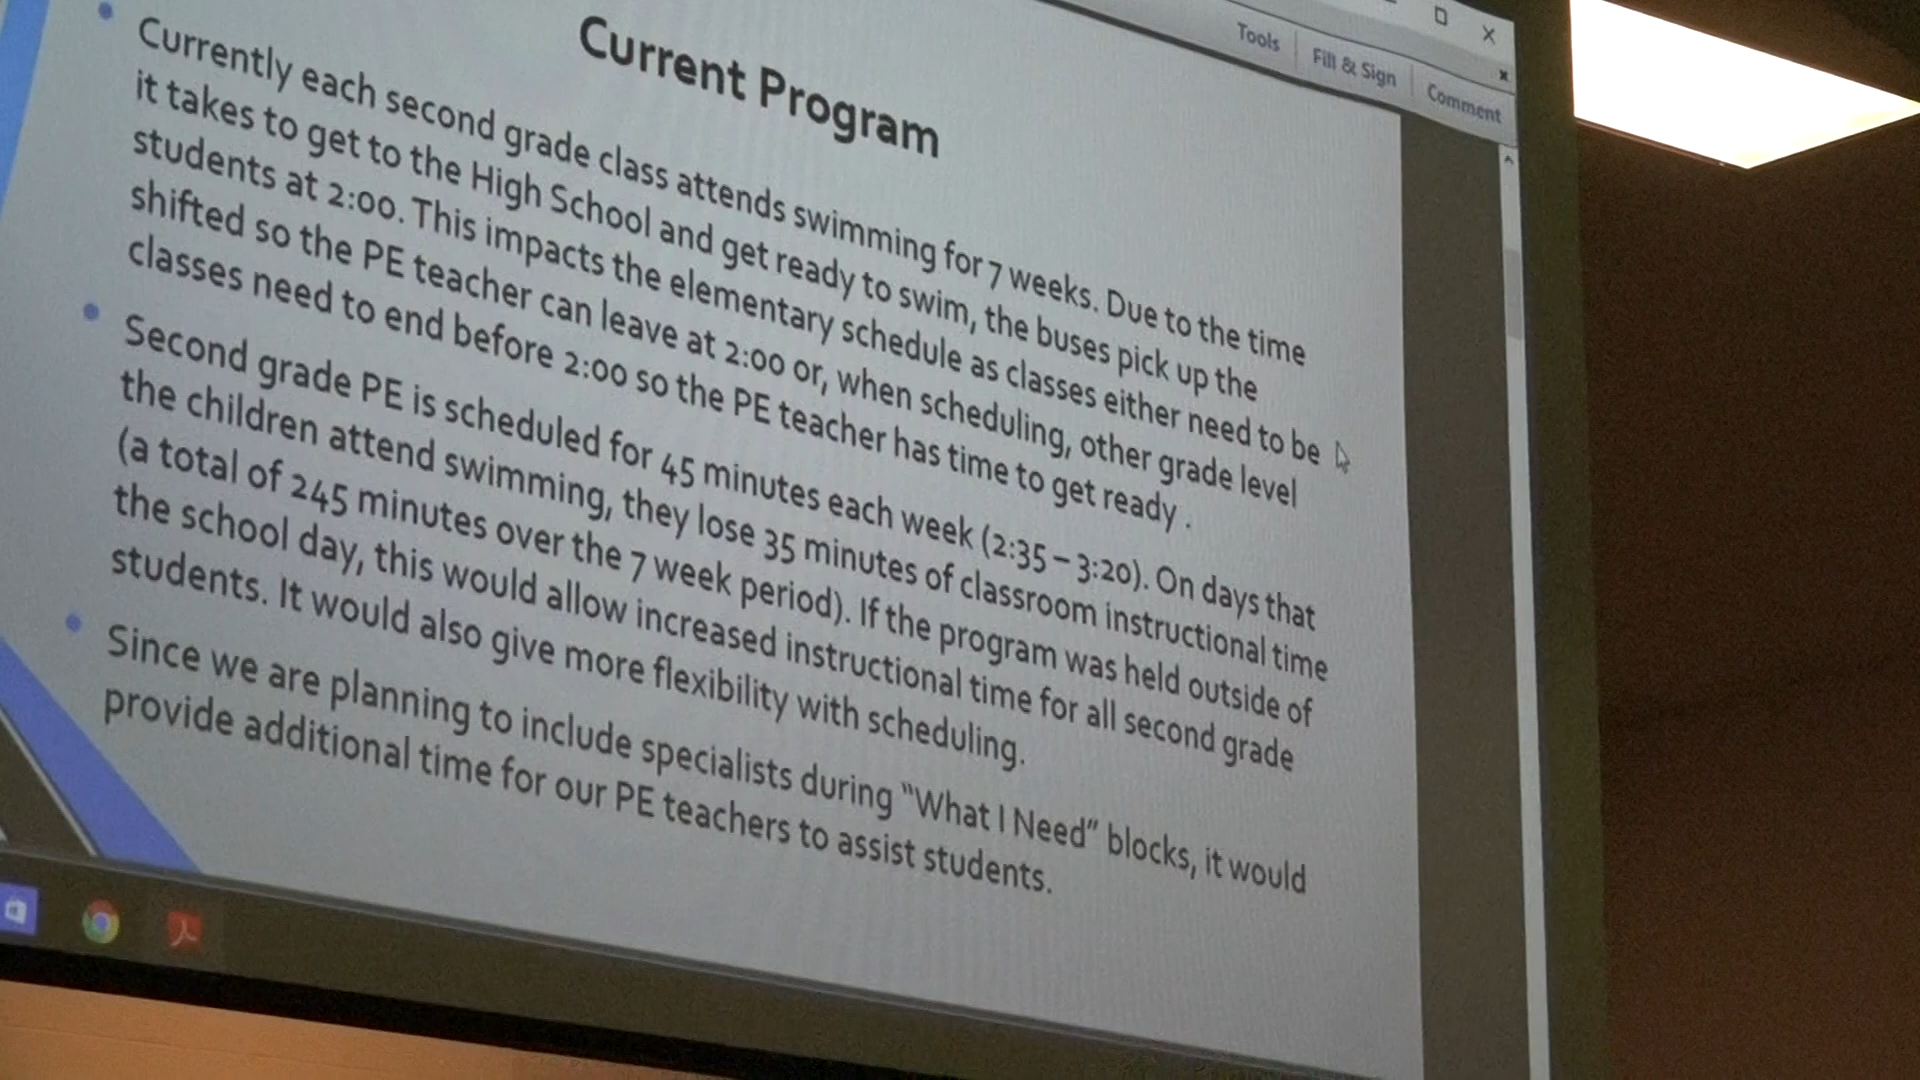 Tools
Fill & Sign
Comment
Current Program
Currently each second grade class attends swimming for 7 weeks. Due to the time
it takes to get to the High School and get ready to swim, the buses pick up the
students at 2:00. This impacts the elementary schedule as classes either need to be
shifted so the PE teacher can leave at 2:00 or, when scheduling, other grade level
classes need to end before 2:00 so the PE teacher has time to get ready .
Second grade PE is scheduled for 45 minutes each week (2:35 – 3:20). On days that
the children attend swimming, they lose 35 minutes of classroom instructional time
(a total of 245 minutes over the 7 week period). If the program was held outside of
the school day, this would allow increased instructional time for all second grade
students. It would also give more flexibility with scheduling.
Since we are planning to include specialists during "What I Need" blocks, it would
provide additional time for our PE teachers to assist students.